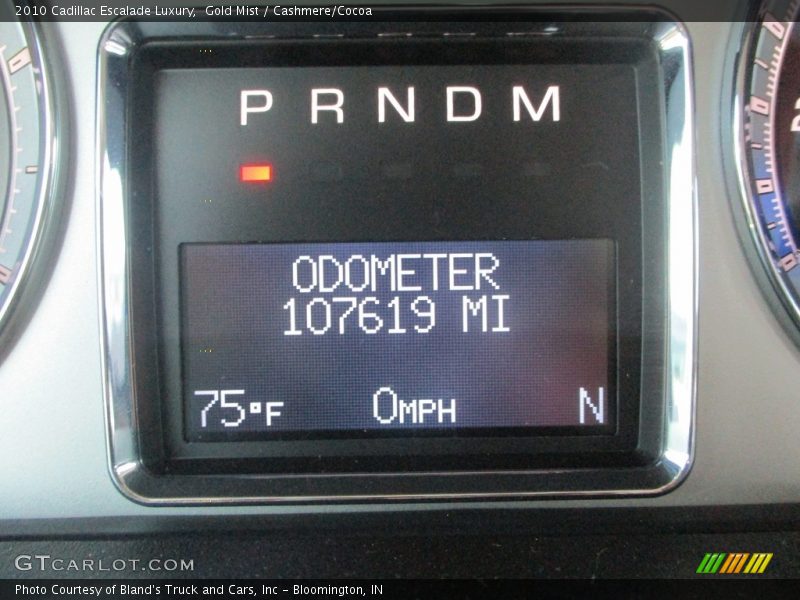 2010 Cadillac Escalade Luxury,  Gold Mist / Cashmere/Cocoa
P R N D M
ODOMETER
107619 MI
75°F 0MPH N
GTCARLOT.COM
Photo Courtesy of Bland's Truck and Cars, Inc - Bloomington, IN